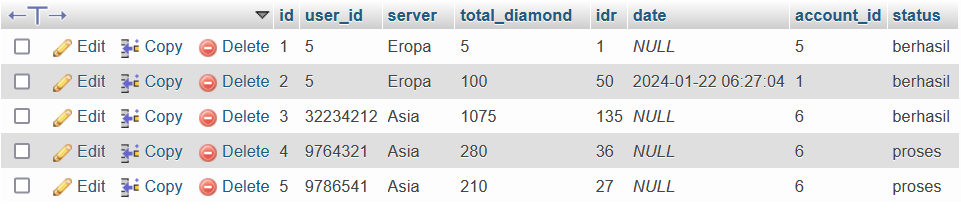 id user_id server total_diamond idr date account_id status
Edit Copy Delete 1 5 Eropa 5 1 NULL 5 berhasil
Edit Copy Delete 2 5 Eropa 100 50 2024-01-22 06:27:04 1 berhasil
Edit Copy Delete 3 32234212 Asia 1075 135 NULL 6 berhasil
Edit Copy Delete 4 9764321 Asia 280 36 NULL 6 proses
Edit Copy Delete 5 9786541 Asia 210 27 NULL 6 proses